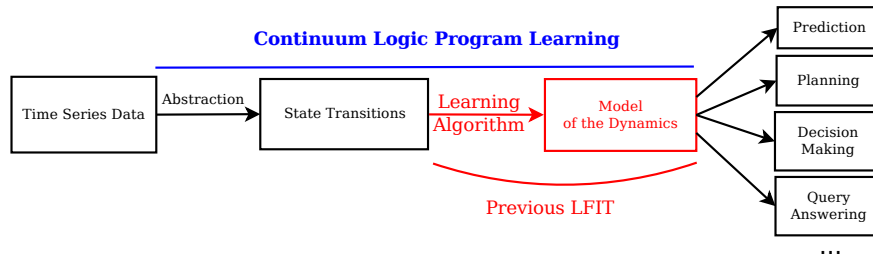 Continuum Logic Program Learning
Time Series Data
Abstraction
State Transitions
Learning
Algorithm
Model
of the Dynamics
Previous LFIT
Prediction
Planning
Decision
Making
Query
Answering
...